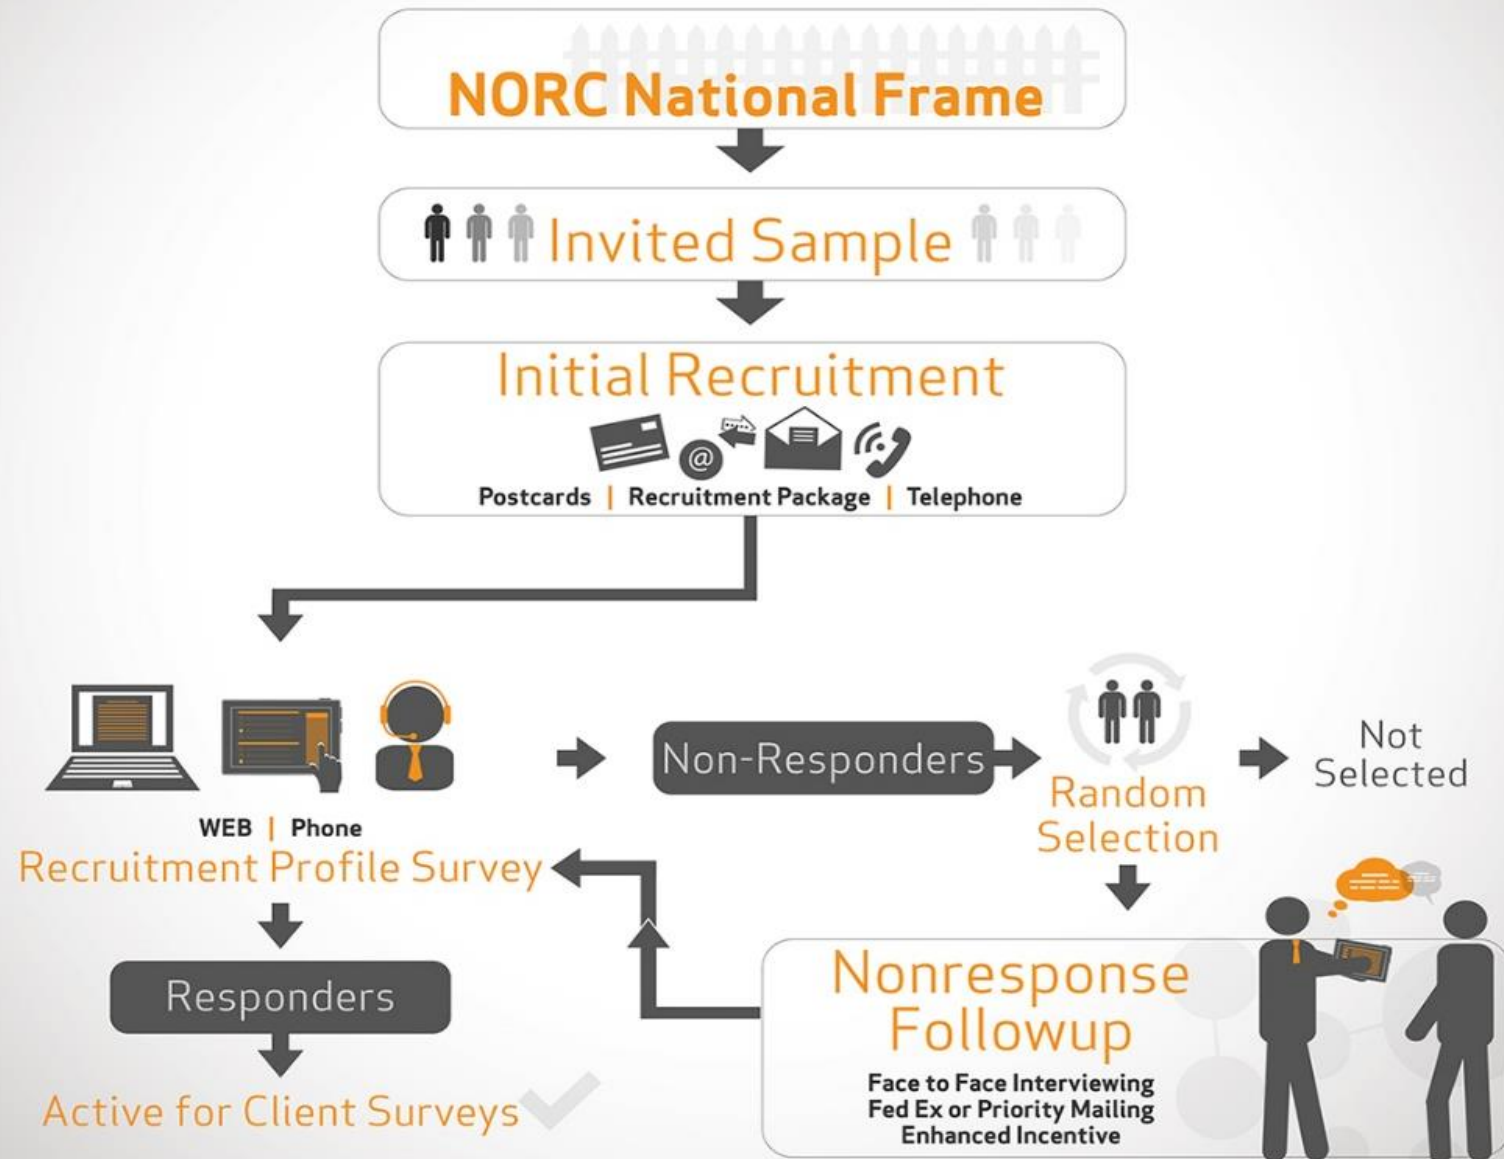 NORC National Frame
Invited Sample
Initial Recruitment
@
Postcards | Recruitment Package | Telephone
WEB | Phone
Recruitment Profile Survey
Non-Responders
Random
Selection
Not
Selected
Responders
Active for Client Surveys
Nonresponse
Followup
Face to Face Interviewing
Fed Ex or Priority Mailing
Enhanced Incentive